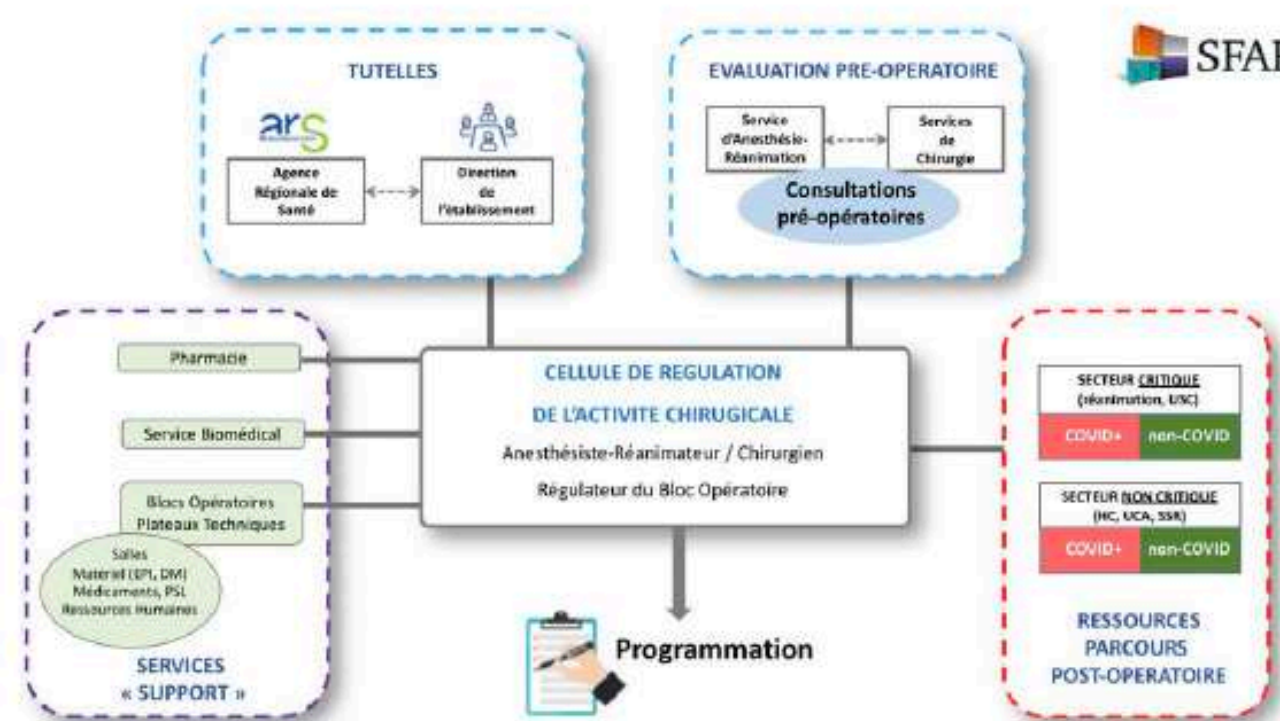 TUTELLES
ars
Agence
Régionale de
Santé
Direction
de
l'établissement
EVALUATION PRE-OPERATOIRE
Service
d'Anesthésie-
Réanimation
Services
de
Chirurgie
Consultations
pré-opératoires
SFAR
Pharmacie
Service Biomédical
Blocs Opératoires
Plateaux Techniques
Salles
Matériel (EPI, DM)
Médicaments, PSL
Ressources Humaines
SERVICES
« SUPPORT »
CELLULE DE REGULATION
DE L'ACTIVITE CHIRUGICALE
Anesthésiste-Réanimateur / Chirurgien
Régulateur du Bloc Opératoire
Programmation
SECTEUR CRITIQUE
(réanimation, USC)
COVID+ non-COVID
SECTEUR NON CRITIQUE
(HC, UCA, SSR)
COVID+ non-COVID
RESSOURCES
PARCOURS
POST-OPERATOIRE